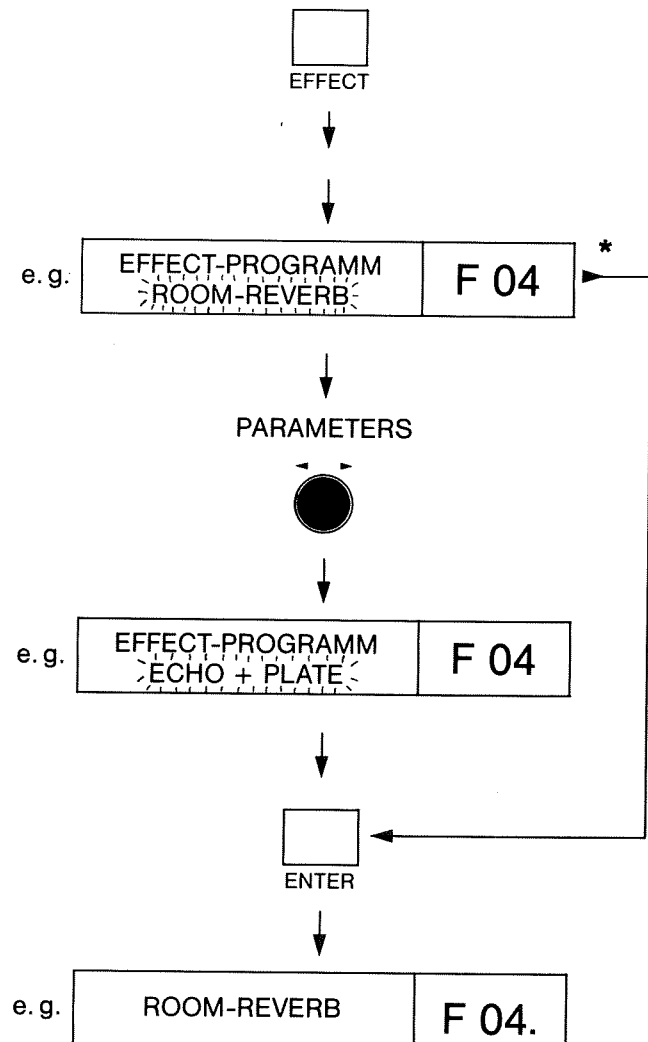 EFFECT
e. g. EFFECT-PROGRAMM F 04 *
ROOM-REVERB
PARAMETERS
e. g. EFFECT-PROGRAMM F 04
ECHO + PLATE
ENTER
e. g. ROOM-REVERB F 04.